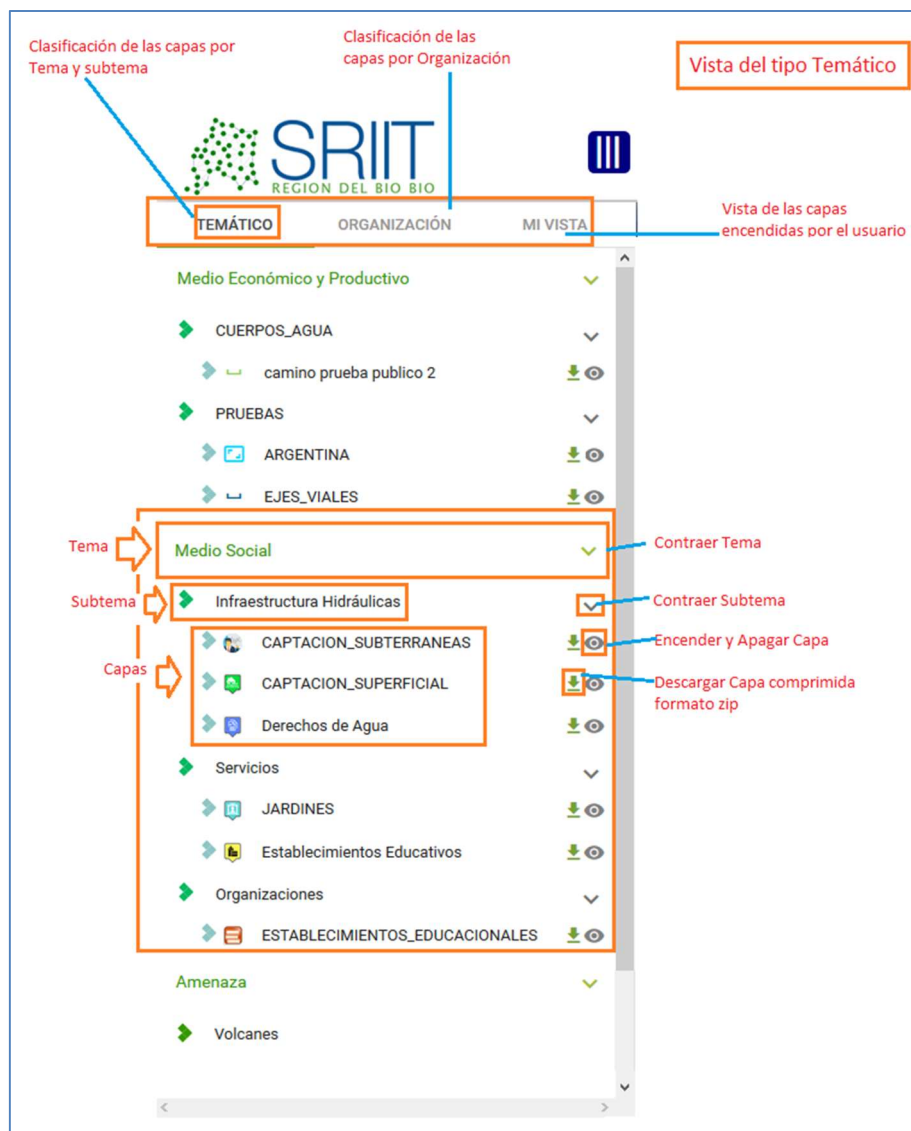 Clasificación de las capas por
Tema y subtema
Clasificación de las
capas por Organización
Vista del tipo Temático
SRIIT
REGION DEL BIO BIO
TEMÁTICO
ORGANIZACIÓN
MI VISTA
Vista de las capas
encendidas por el usuario
Medio Económico y Productivo
CUERPOS_AGUA
camino prueba publico 2
PRUEBAS
ARGENTINA
EJES_VIALES
Tema
Medio Social
Contraer Tema
Subtema
Infraestructura Hidráulicas
Contraer Subtema
Capas
CAPTACION_SUBTERRANEAS
Encender y Apagar Capa
CAPTACION_SUPERFICIAL
Descargar Capa comprimida
formato zip
Derechos de Agua
Servicios
JARDINES
Establecimientos Educativos
Organizaciones
ESTABLECIMIENTOS_EDUCACIONALES
Amenaza
Volcanes